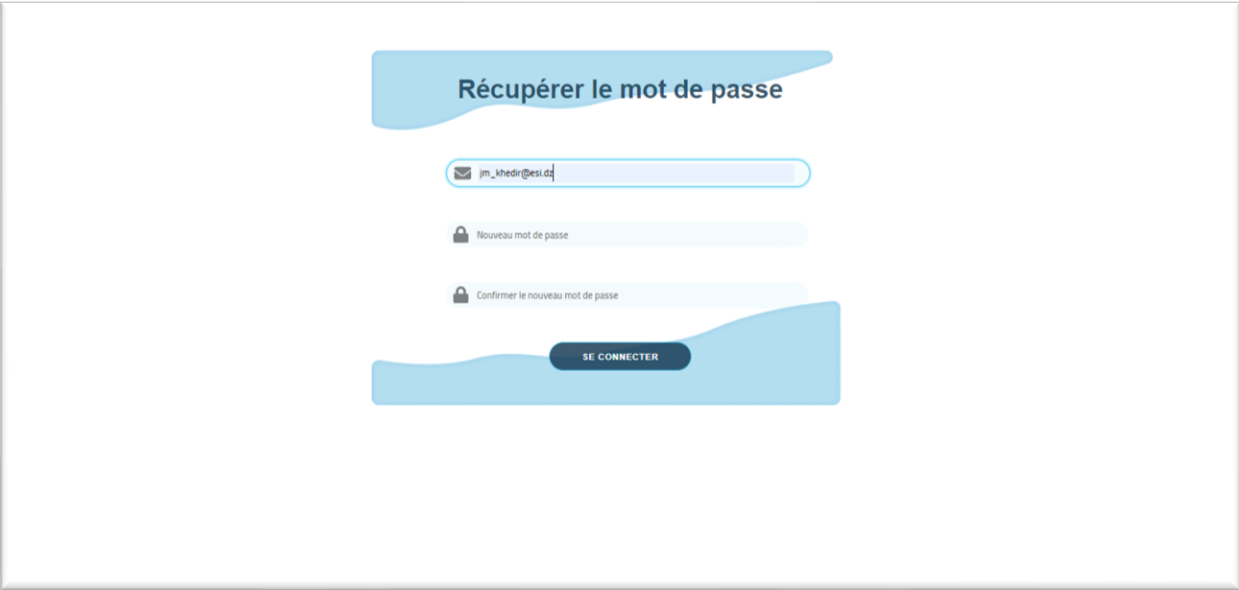 Récupérer le mot de passe
jm_khedir@esi.dz
Nouveau mot de passe
Confirmer le nouveau mot de passe
SE CONNECTER